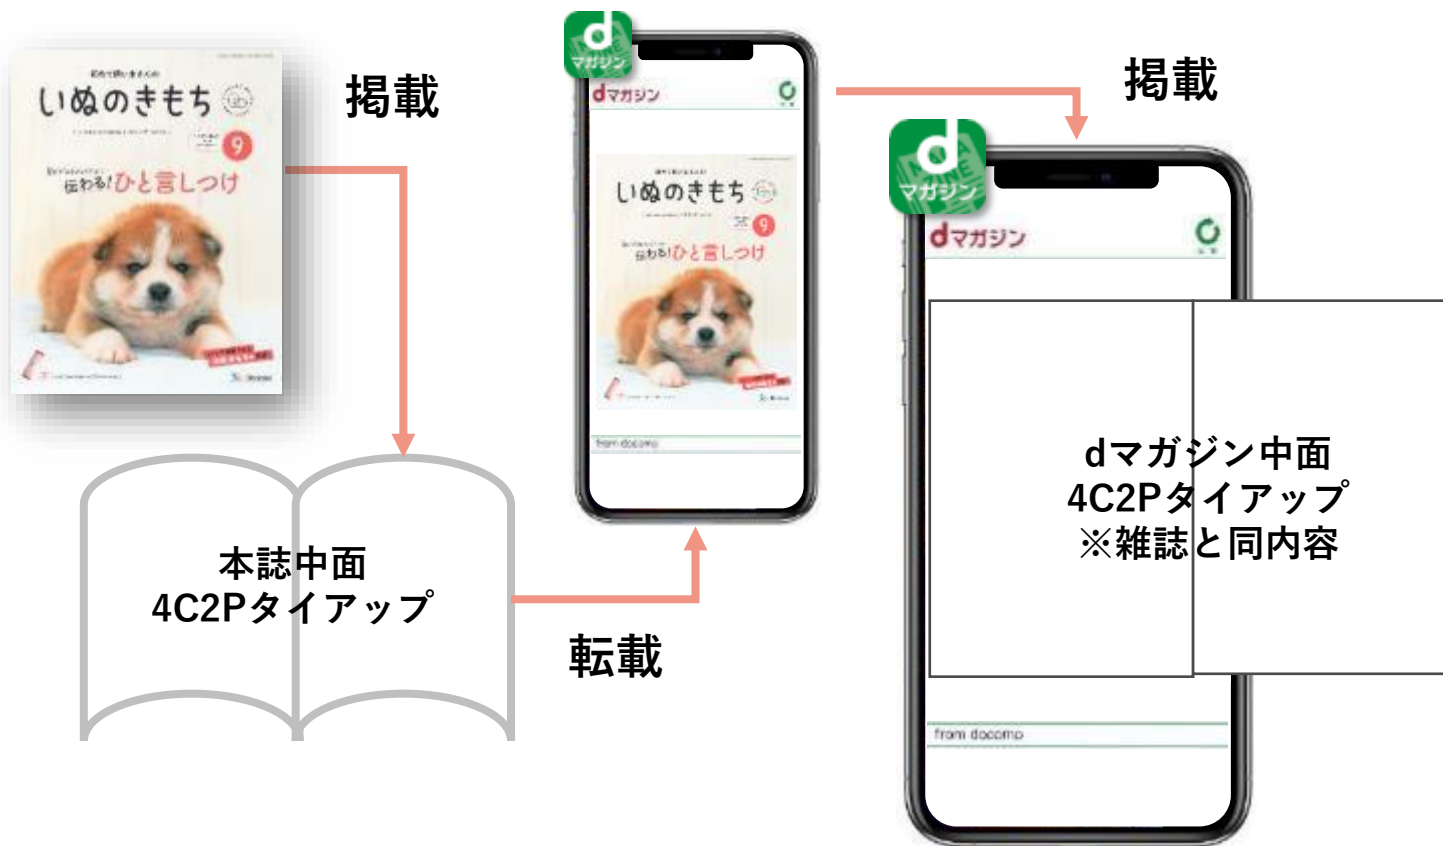 いぬのきもち
9
伝わる!ひと言しつけ
掲載
本誌中面
4C2Pタイアップ
転載
d
マガジン
dマガジン
いぬのきもち
9
伝わる!ひと言しつけ
from docomo
掲載
d
マガジン
dマガジン
dマガジン中面
4C2Pタイアップ
※雑誌と同内容
from docomo